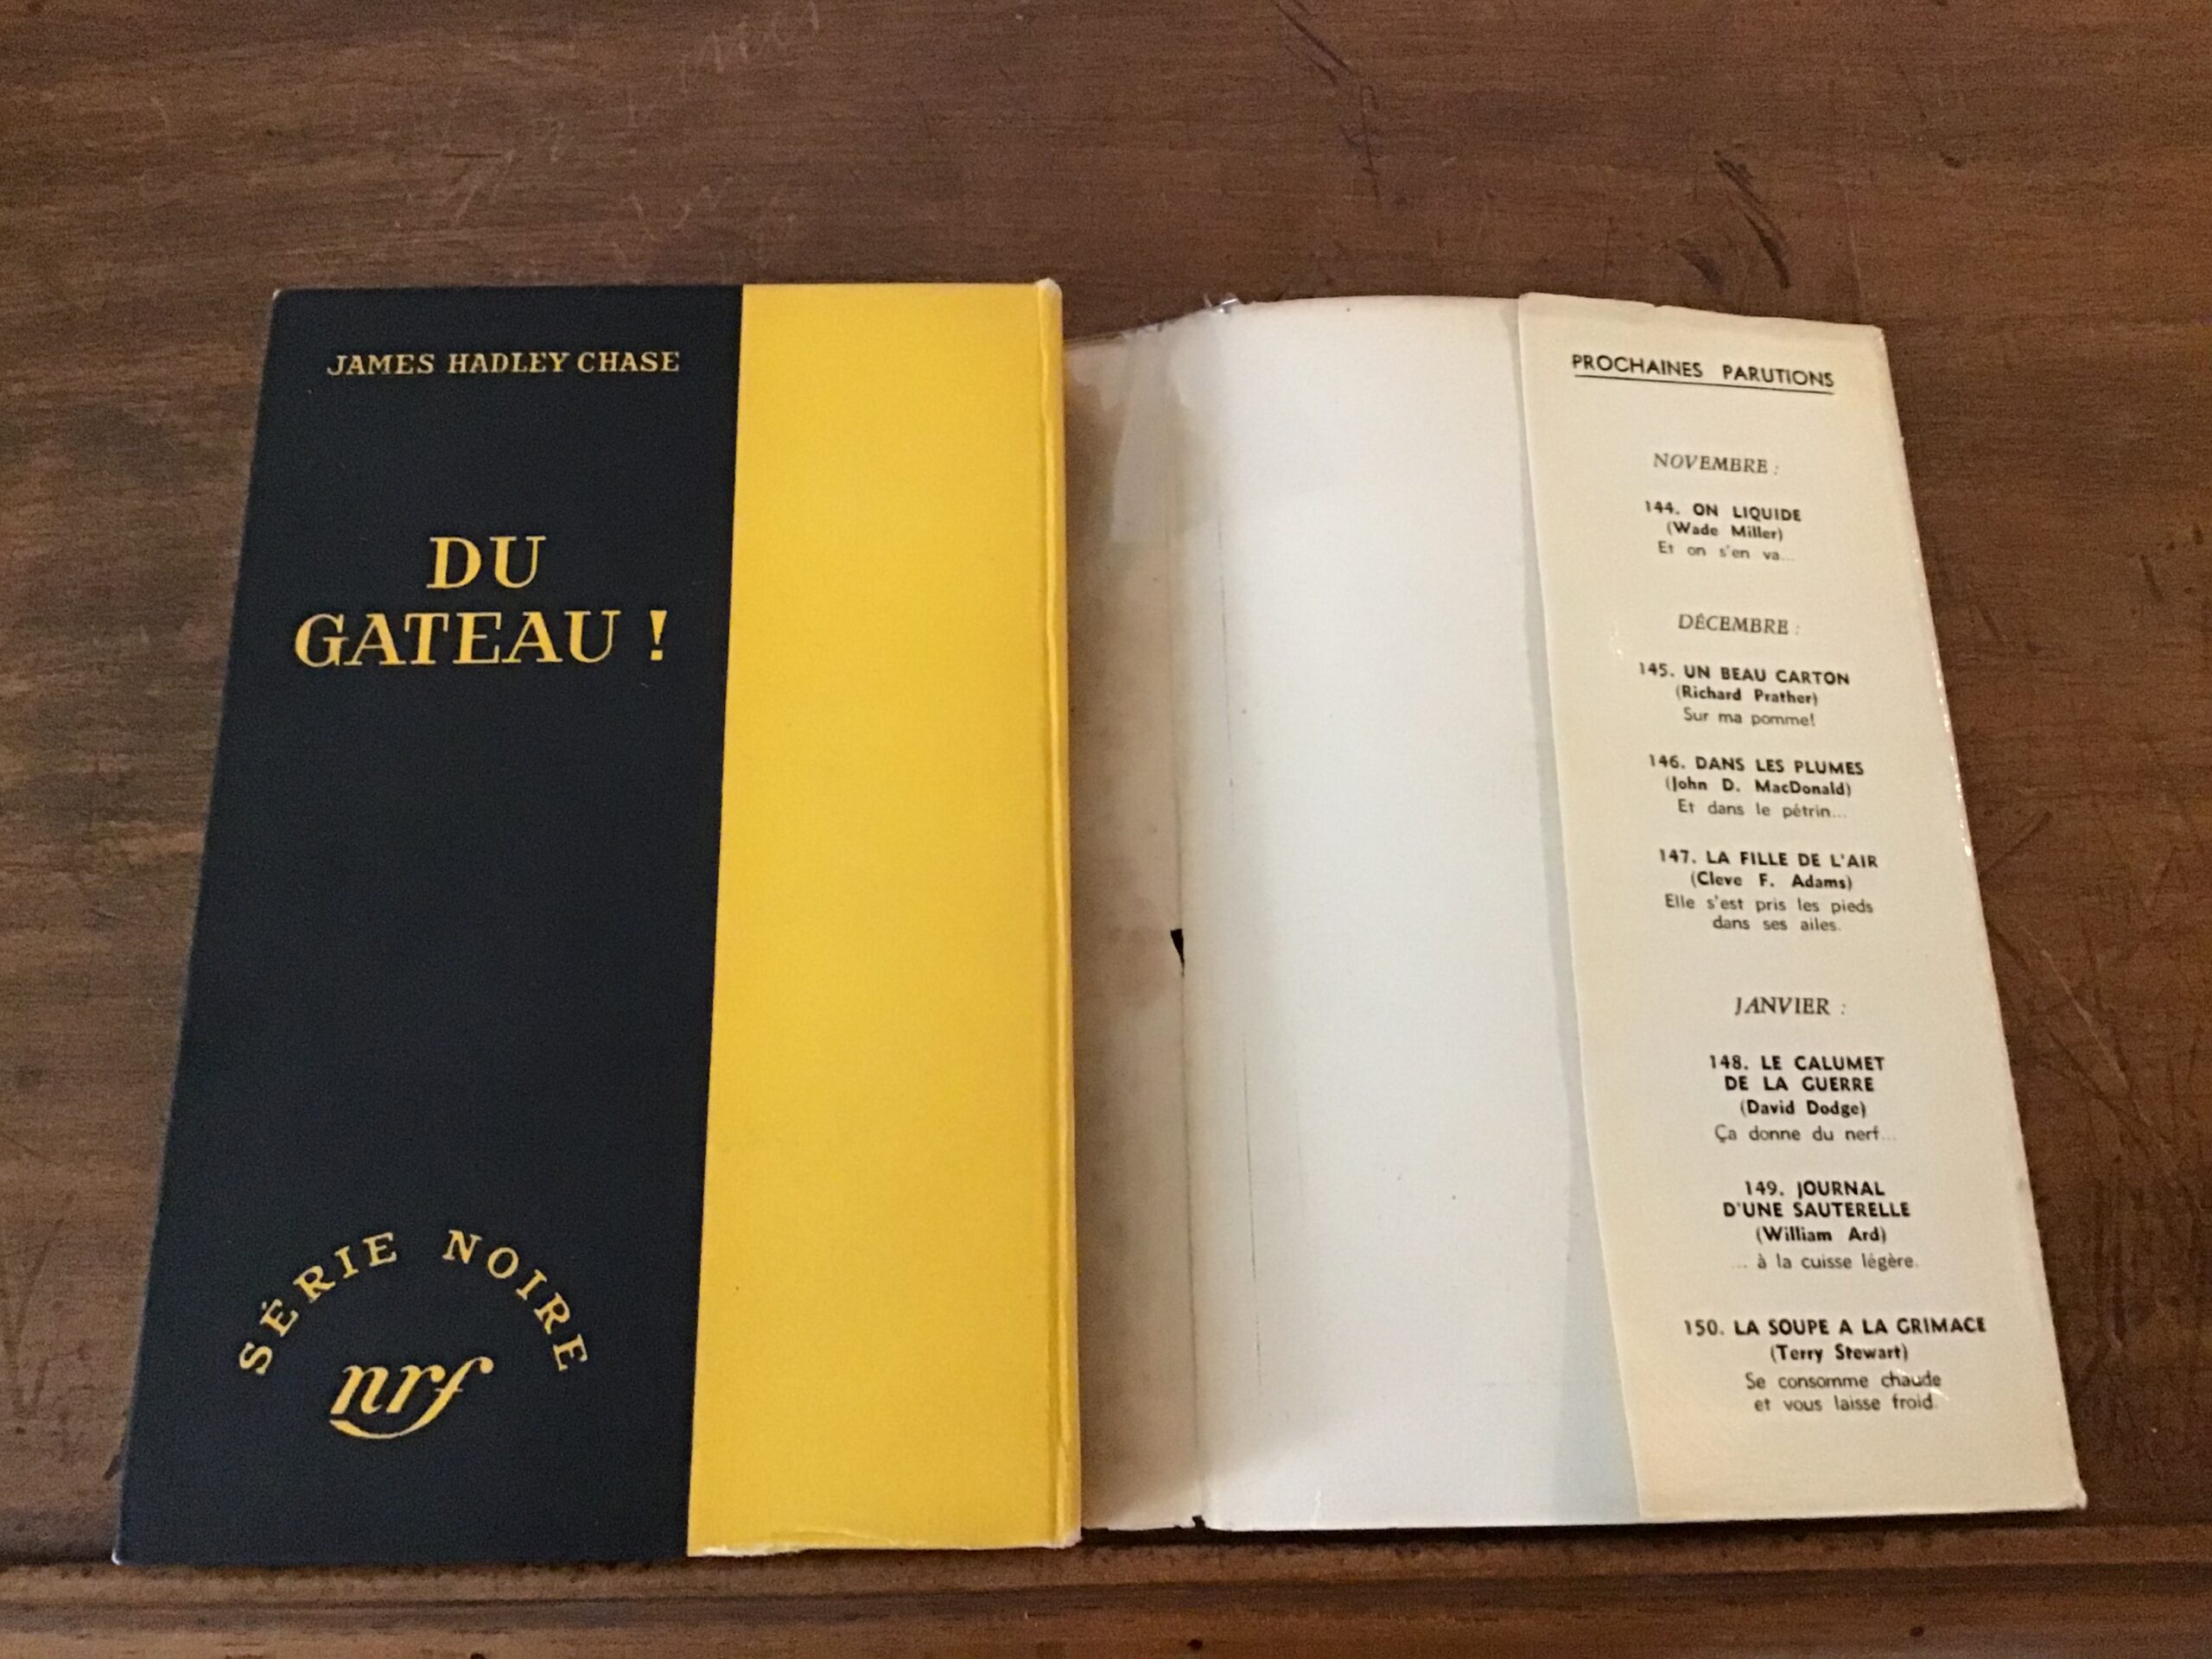 JAMES HADLEY CHASE
DU
GATEAU !
SÉRIE NOIRE
nrf
PROCHAINES PARUTIONS
NOVEMBRE :
144. ON LIQUIDE
(Wade Miller)
Et on s'en va...
DÉCEMBRE :
145. UN BEAU CARTON
(Richard Prather)
Sur ma pomme!
146. DANS LES PLUMES
(John D. MacDonald)
Et dans le pétrin...
147. LA FILLE DE L'AIR
(Cleve F. Adams)
Elle s'est pris les pieds
dans ses ailes.
JANVIER :
148. LE CALUMET
DE LA GUERRE
(David Dodge)
Ça donne du nerf...
149. JOURNAL
D'UNE SAUTERELLE
(William Ard)
... à la cuisse légère.
150. LA SOUPE A LA GRIMACE
(Terry Stewart)
Se consomme chaude
et vous laisse froid.